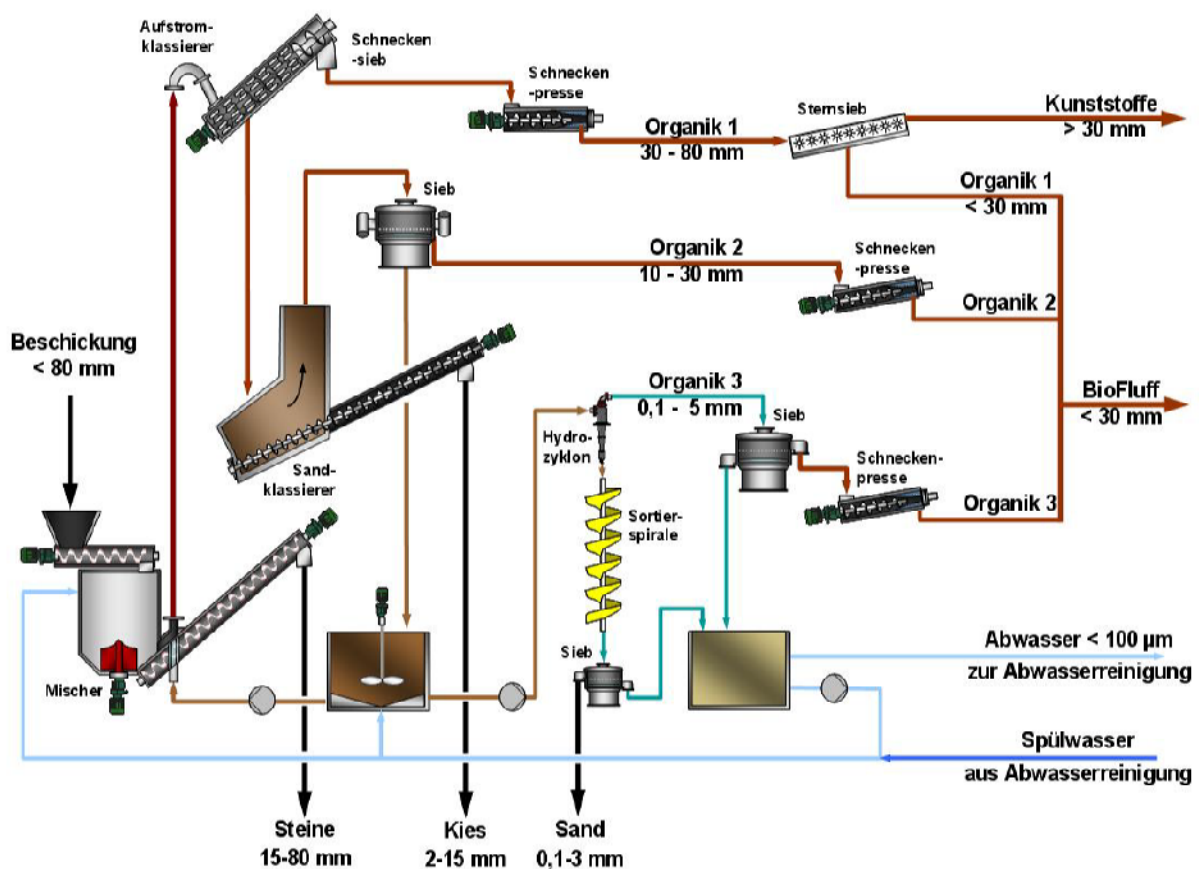 Aufstrom-
klassierer
Schnecken
-sieb
Schnecken
-presse
Organik 1
30 - 80 mm
Sternsieb
Kunststoffe
> 30 mm
Organik 1
< 30 mm
Sieb
Organik 2
10 - 30 mm
Schnecken
-presse
Organik 2
Beschickung
< 80 mm
Organik 3
0,1 - 5 mm
Sieb
BioFluff
< 30 mm
Hydro-
zyklon
Sand-
klassierer
Schnecken-
presse
Organik 3
Sortier-
spirale
Mischer
Sieb
Abwasser < 100 µm
zur Abwasserreinigung
Spülwasser
aus Abwasserreinigung
Steine
15-80 mm
Kies
2-15 mm
Sand
0,1-3 mm